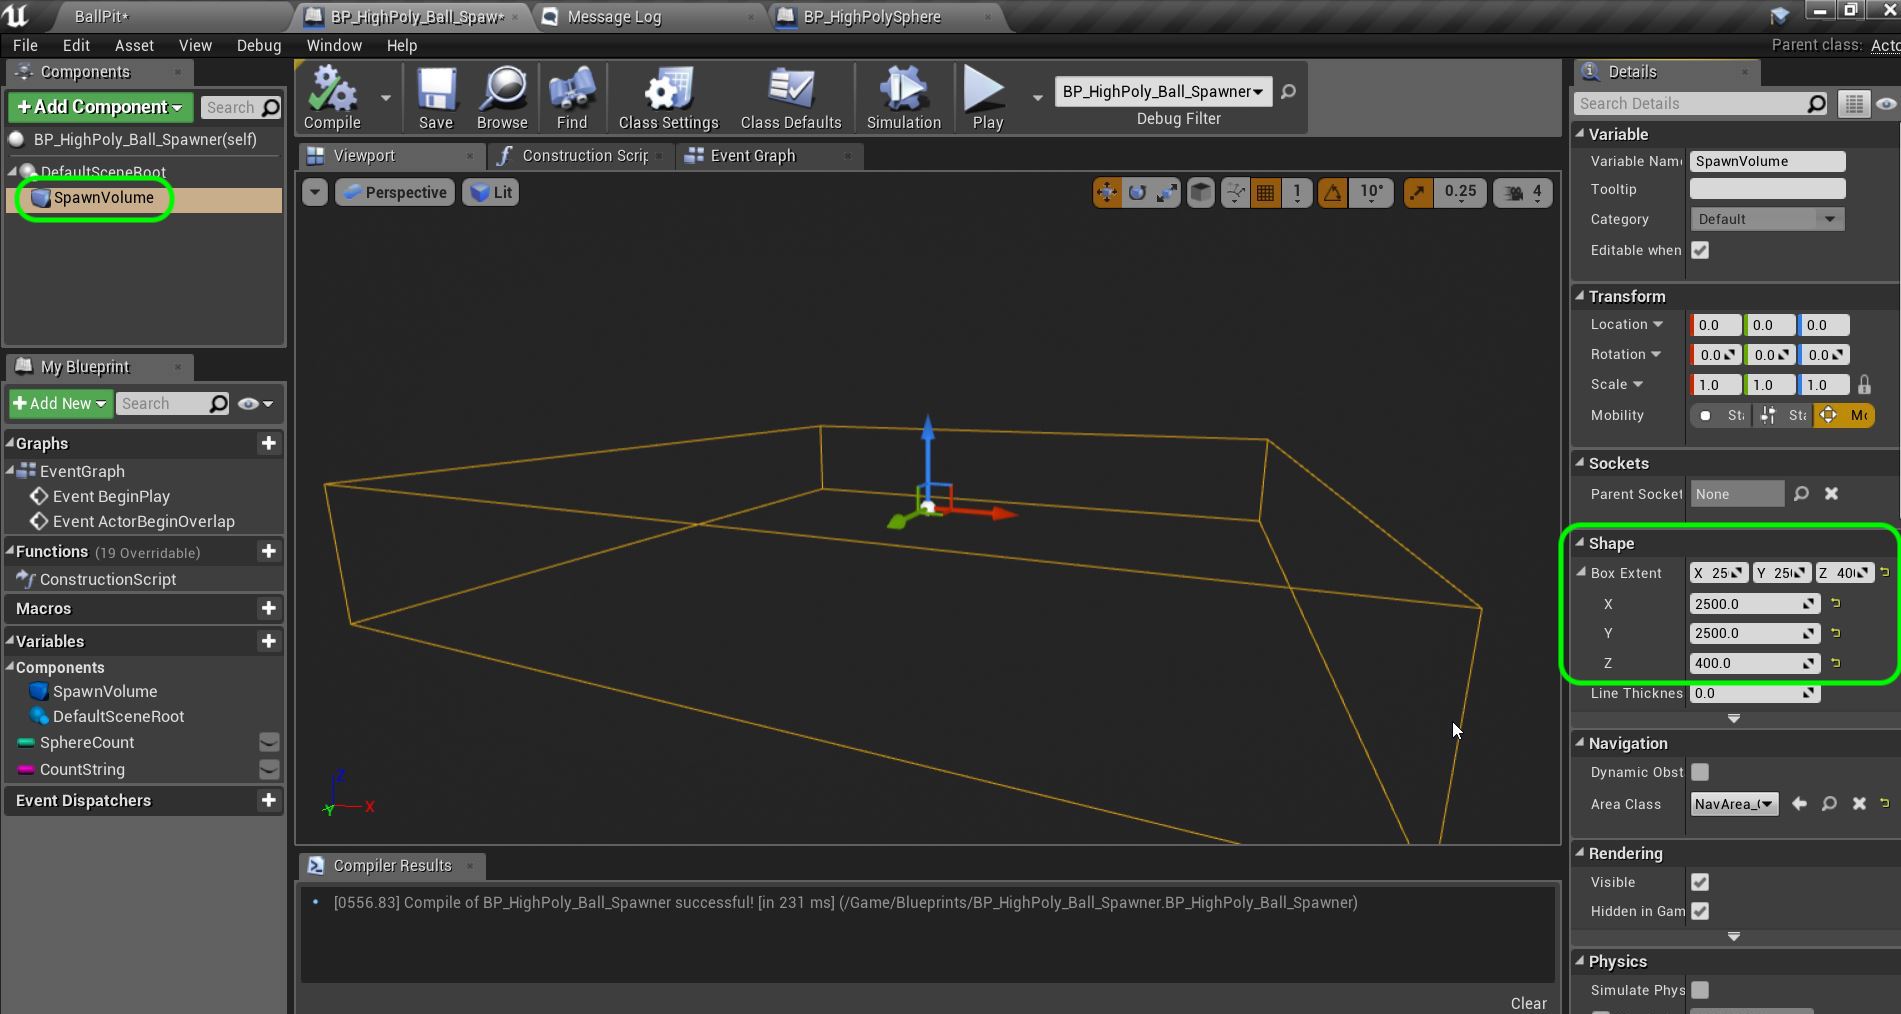 BallPit*
BP_HighPoly_Ball_Spaw*
Message Log
BP_HighPolySphere
File Edit Asset View Debug Window Help
Parent class: Acto
Components
+Add Component
Search
BP_HighPoly_Ball_Spawner(self)
DefaultSceneRoot
SpawnVolume
My Blueprint
+Add New
Search
Graphs
EventGraph
Event BeginPlay
Event ActorBeginOverlap
Functions (19 Overridable)
ConstructionScript
Macros
Variables
Components
SpawnVolume
DefaultSceneRoot
SphereCount
CountString
Event Dispatchers
Compile
Save
Browse
Find
Class Settings
Class Defaults
Simulation
Play
BP_HighPoly_Ball_Spawner
Debug Filter
Viewport
Construction Scrip
Event Graph
Perspective
Lit
1
10°
0.25
4
Z
X
Y
Compiler Results
[0556.83] Compile of BP_HighPoly_Ball_Spawner successful! [in 231 ms] (/Game/Blueprints/BP_HighPoly_Ball_Spawner.BP_HighPoly_Ball_Spawner)
Clear
Details
Search Details
Variable
Variable Nam SpawnVolume
Tooltip
Category Default
Editable when
Transform
Location 0.0 0.0 0.0
Rotation 0.0 0.0 0.0
Scale 1.0 1.0 1.0
Mobility Sta Sta Mo
Sockets
Parent Socket None
Shape
Box Extent X 25 Y 25 Z 40
X 2500.0
Y 2500.0
Z 400.0
Line Thicknes 0.0
Navigation
Dynamic Obst
Area Class NavArea_
Rendering
Visible
Hidden in Gam
Physics
Simulate Phys